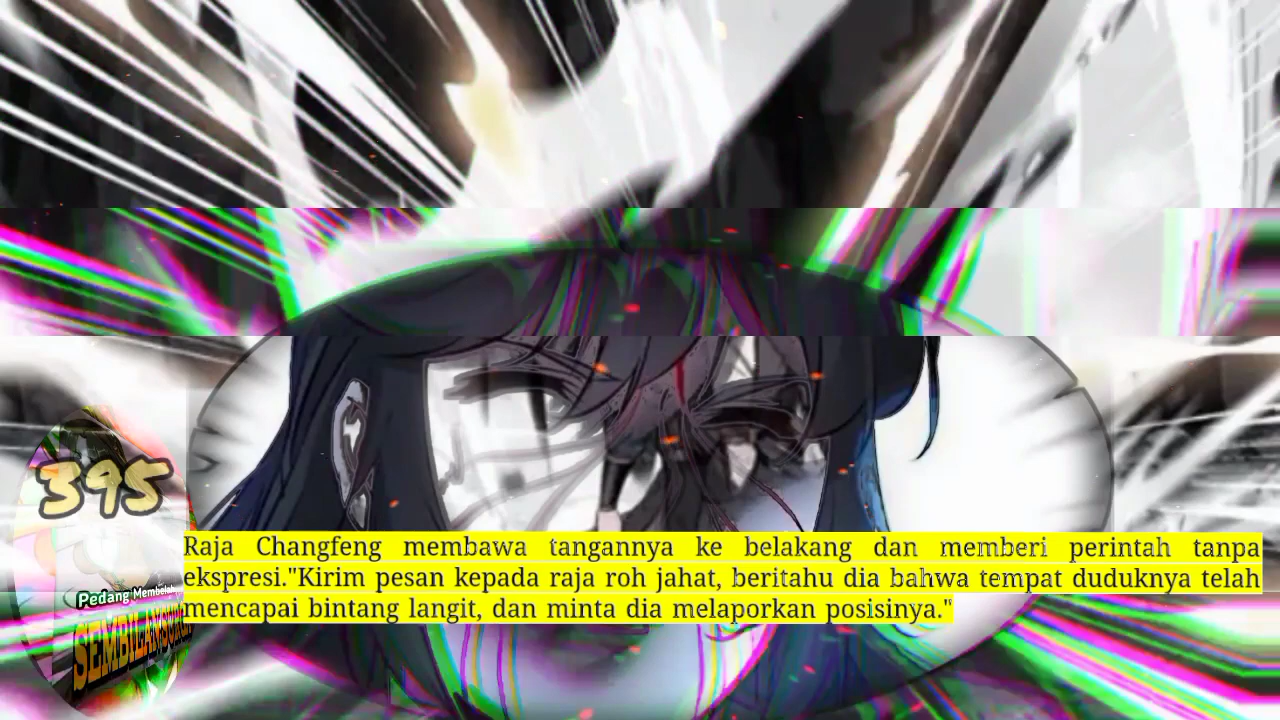 395
Pedang Membelah
SEMBILAN SURGA
Raja Changfeng membawa tangannya ke belakang dan memberi perintah tanpa
ekspresi."Kirim pesan kepada raja roh jahat, beritahu dia bahwa tempat duduknya telah
mencapai bintang langit, dan minta dia melaporkan posisinya."